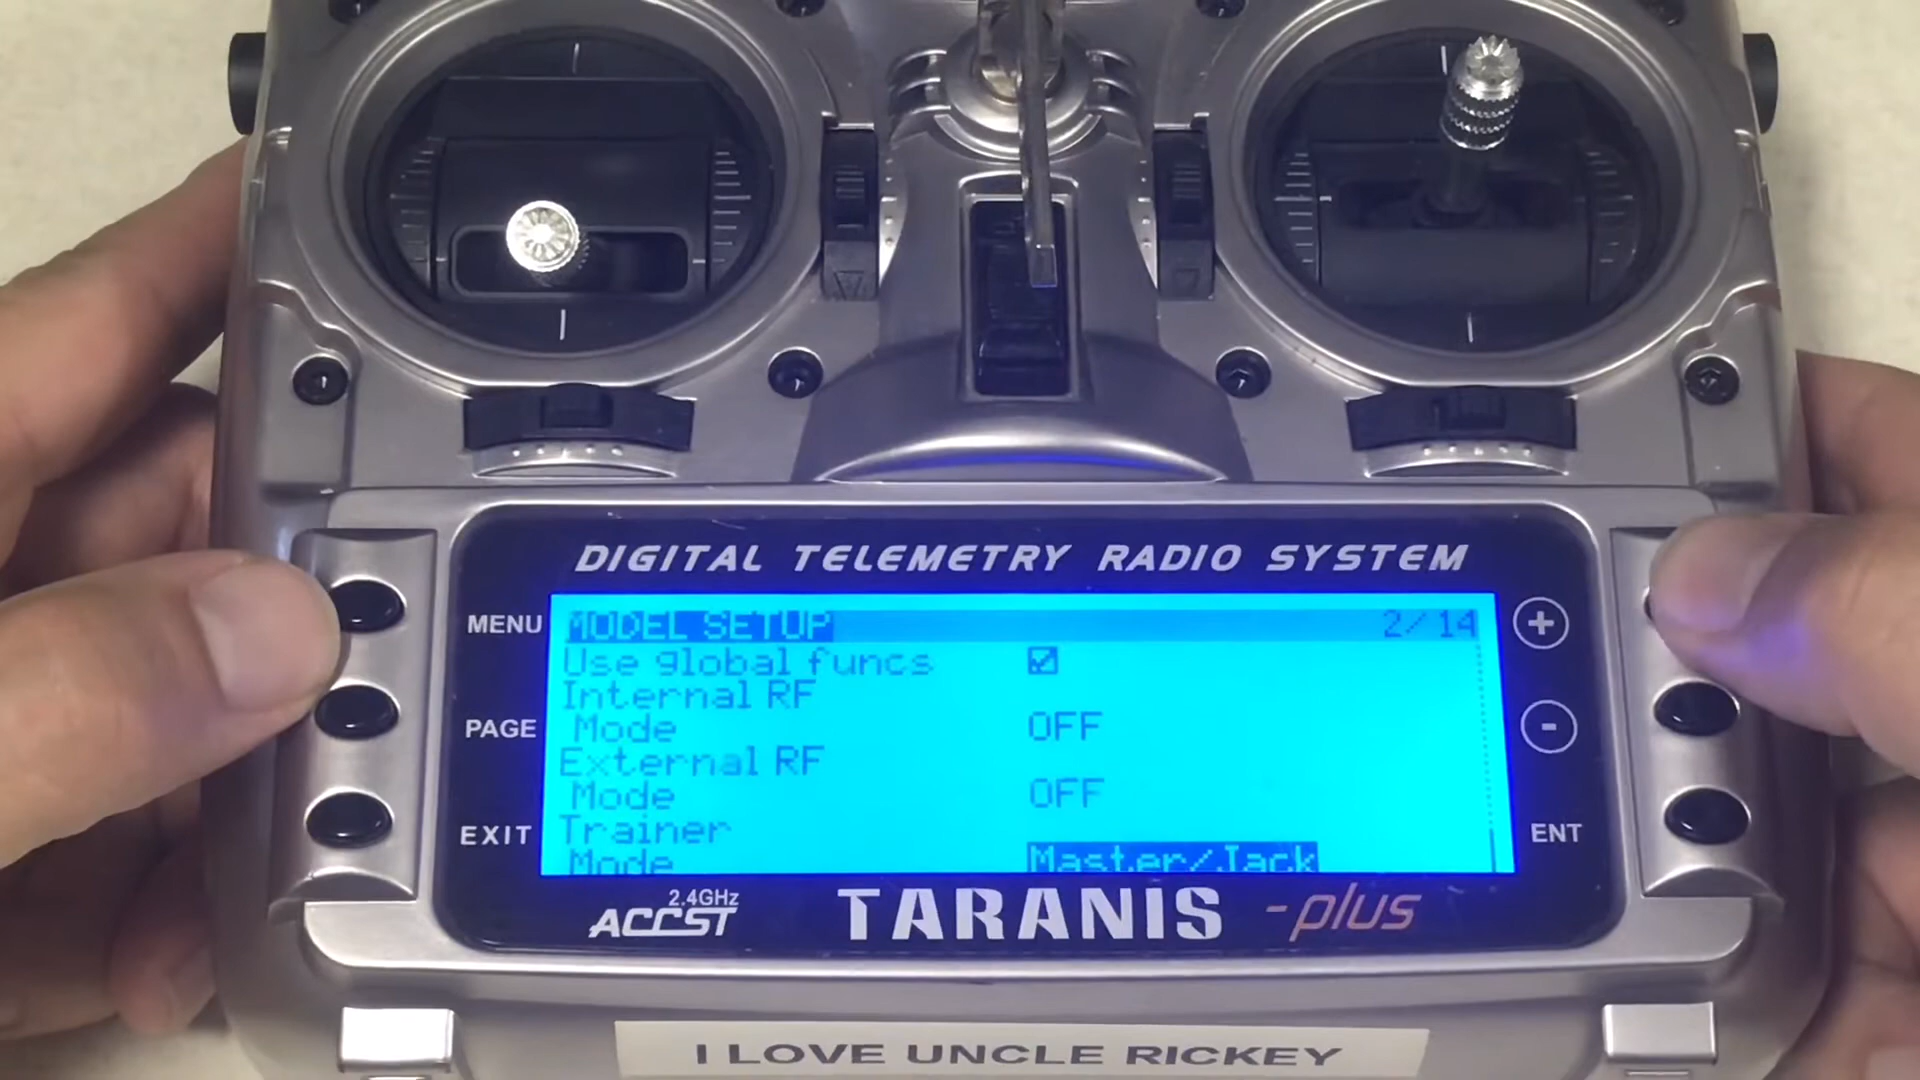 DIGITAL TELEMETRY RADIO SYSTEM
MENU
PAGE
EXIT
MODEL SETUP 2/14
Use global funcs
Internal RF
Mode OFF
External RF
Mode OFF
Trainer
Mode Master/Jack
+
-
ENT
2.4GHz
ACCST
TARANIS -plus
I LOVE UNCLE RICKEY